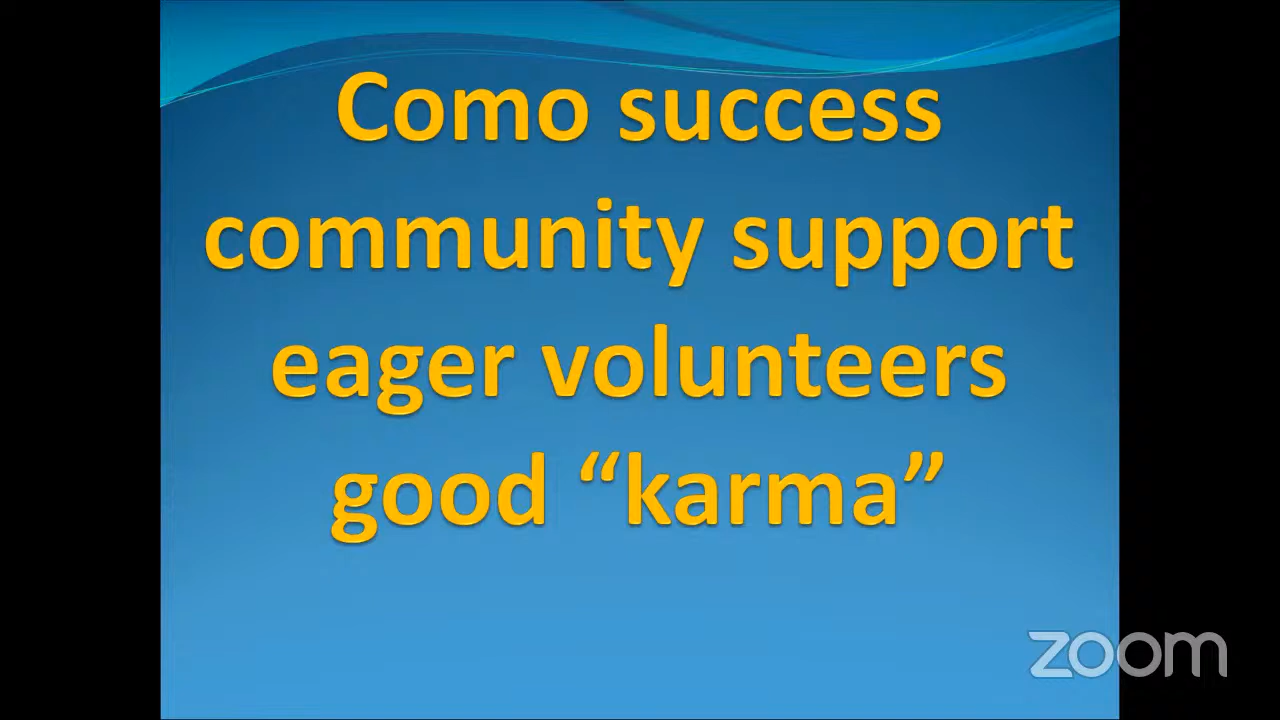 Como success
community support
eager volunteers
good “karma”
zoom